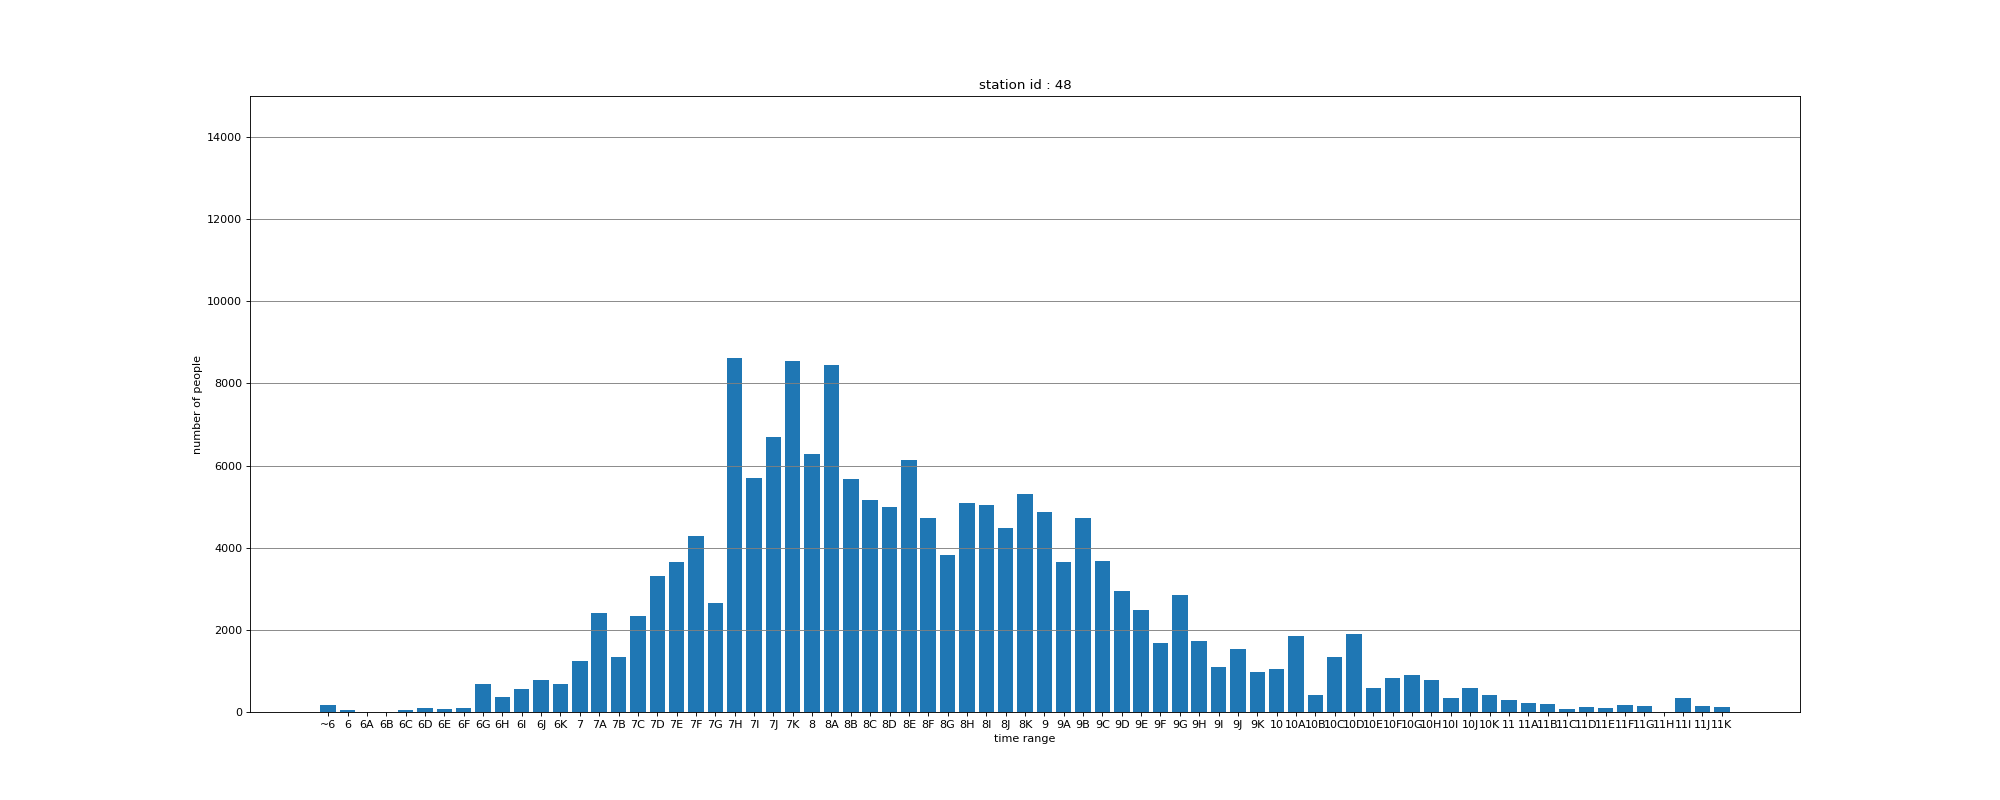 station id : 48
14000
12000
10000
8000
6000
4000
2000
0
number of people
~6 6 6A 6B 6C 6D 6E 6F 6G 6H 6I 6J 6K 7 7A 7B 7C 7D 7E 7F 7G 7H 7I 7J 7K 8 8A 8B 8C 8D 8E 8F 8G 8H 8I 8J 8K 9 9A 9B 9C 9D 9E 9F 9G 9H 9I 9J 9K 10 10A 10B 10C 10D 10E 10F 10G 10H 10I 10J 10K 11 11A 11B 11C 11D 11E 11F 11G 11H 11I 11J 11K
time range